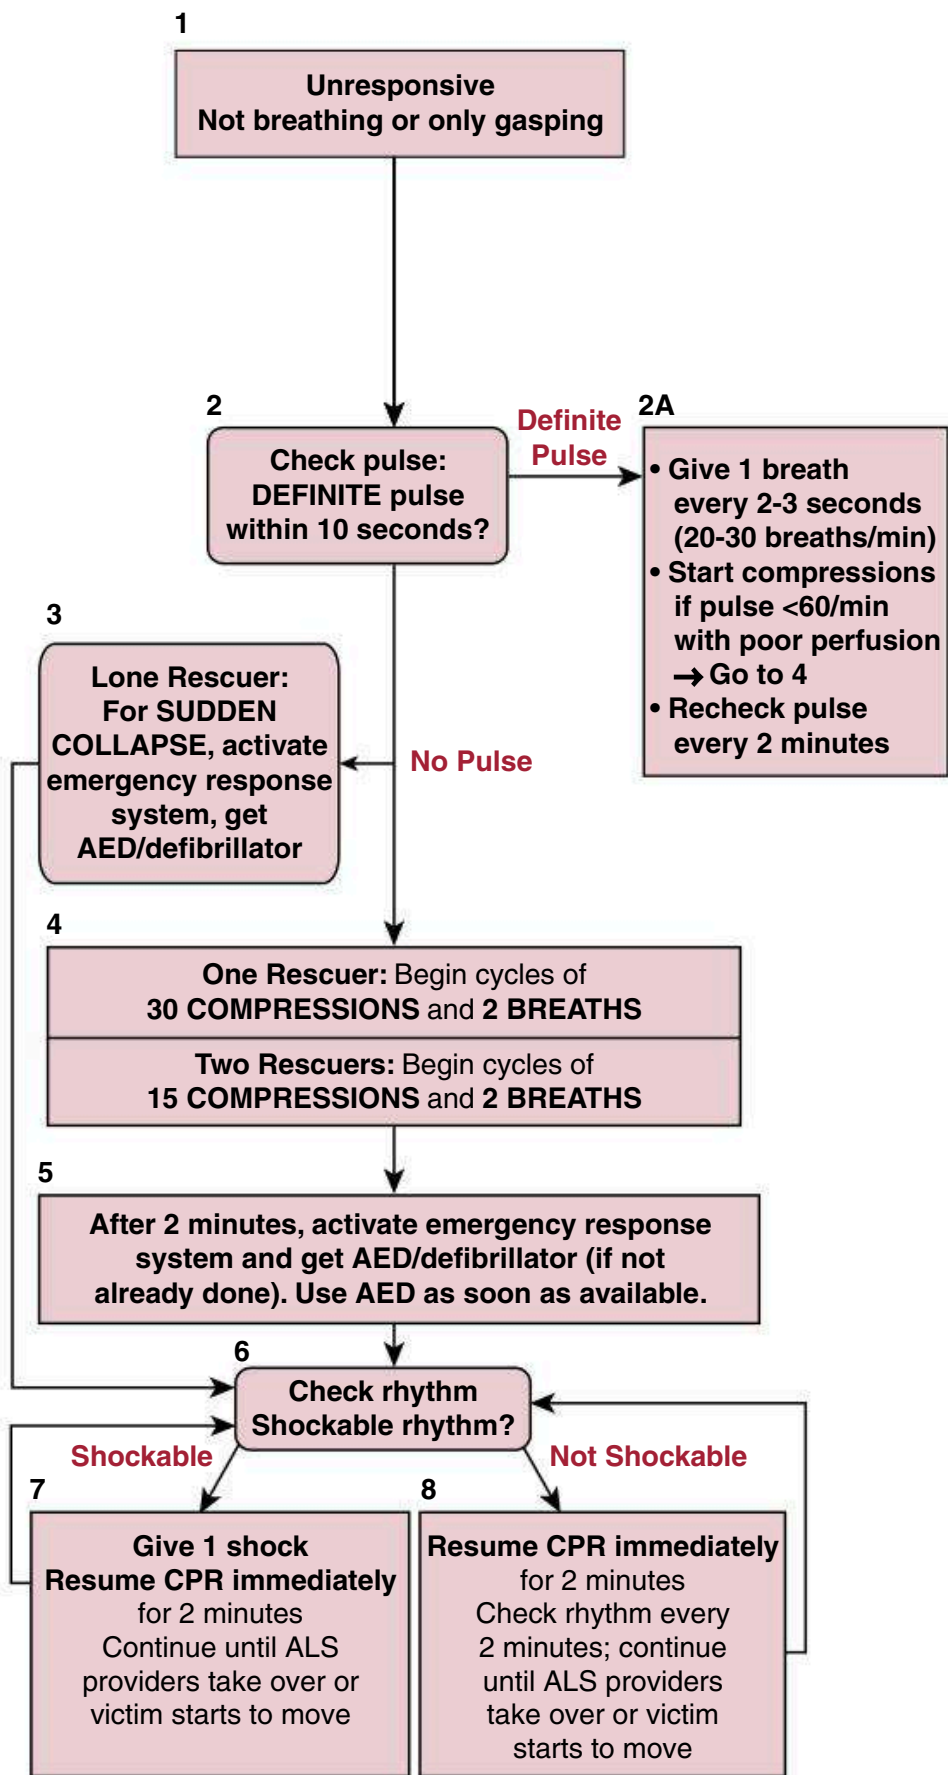 1
Unresponsive
Not breathing or only gasping
2
Check pulse:
DEFINITE pulse
within 10 seconds?
Definite
Pulse
2A
• Give 1 breath
every 2-3 seconds
(20-30 breaths/min)
• Start compressions
if pulse <60/min
with poor perfusion
→ Go to 4
• Recheck pulse
every 2 minutes
3
Lone Rescuer:
For SUDDEN
COLLAPSE, activate
emergency response
system, get
AED/defibrillator
No Pulse
4
One Rescuer: Begin cycles of
30 COMPRESSIONS and 2 BREATHS
Two Rescuers: Begin cycles of
15 COMPRESSIONS and 2 BREATHS
5
After 2 minutes, activate emergency response
system and get AED/defibrillator (if not
already done). Use AED as soon as available.
6
Check rhythm
Shockable rhythm?
Shockable
Not Shockable
7
Give 1 shock
Resume CPR immediately
for 2 minutes
Continue until ALS
providers take over or
victim starts to move
8
Resume CPR immediately
for 2 minutes
Check rhythm every
2 minutes; continue
until ALS providers
take over or victim
starts to move